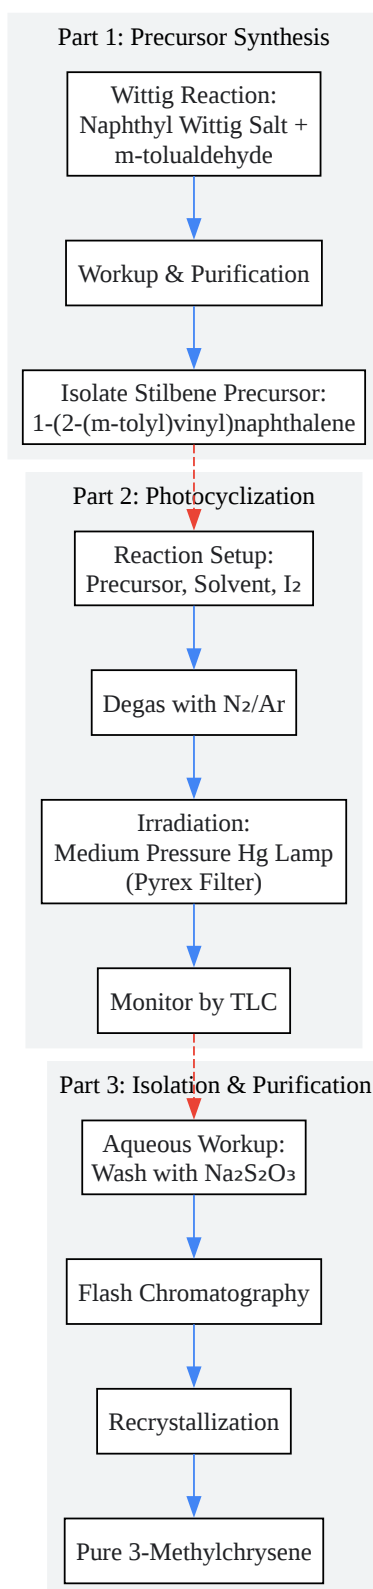 Part 1: Precursor Synthesis
Wittig Reaction:
Naphthyl Wittig Salt +
m-tolualdehyde
Workup & Purification
Isolate Stilbene Precursor:
1-(2-(m-tolyl)vinyl)naphthalene
Part 2: Photocyclization
Reaction Setup:
Precursor, Solvent, I₂
Degas with N₂/Ar
Irradiation:
Medium Pressure Hg Lamp
(Pyrex Filter)
Monitor by TLC
Part 3: Isolation & Purification
Aqueous Workup:
Wash with Na₂S₂O₃
Flash Chromatography
Recrystallization
Pure 3-Methylchrysene